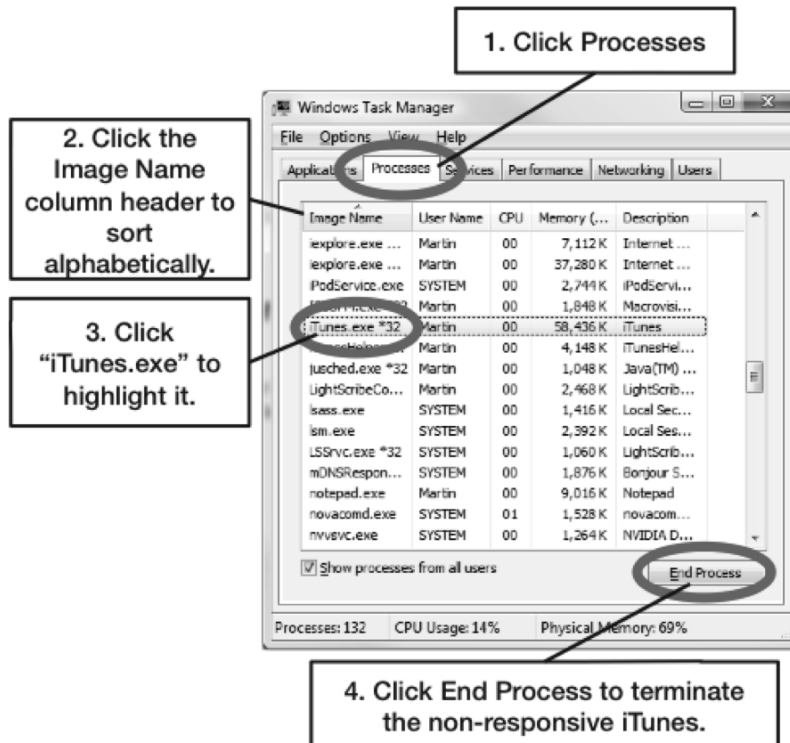 1. Click Processes
Windows Task Manager
File Options View Help
2. Click the
Image Name
column header to
sort
alphabetically.
Applications Processes Services Performance Networking Users
Image Name User Name CPU Memory (... Description
iexplore.exe ... Martin 00 7,112 K Internet ...
iexplore.exe ... Martin 00 37,280 K Internet ...
iPodService.exe SYSTEM 00 2,744 K iPodServi...
Martin 00 1,848 K Macrovisi...
3. Click
“iTunes.exe” to
highlight it.
iTunes.exe *32 Martin 00 58,436 K iTunes
Martin 00 4,148 K iTunesHel...
jusched.exe *32 Martin 00 1,048 K Java(TM) ...
LightScribeCo... Martin 00 2,468 K LightScrib...
lsass.exe SYSTEM 00 1,416 K Local Sec...
lsm.exe SYSTEM 00 2,392 K Local Ses...
LSSrvc.exe *32 SYSTEM 00 1,060 K LightScrib...
mDNSRespon... SYSTEM 00 1,876 K Bonjour S...
notepad.exe Martin 00 9,016 K Notepad
novacomd.exe SYSTEM 01 1,528 K novacom...
nvvsvc.exe SYSTEM 00 1,264 K NVIDIA D...
Show processes from all users
End Process
Processes: 132 CPU Usage: 14% Physical Memory: 69%
4. Click End Process to terminate
the non-responsive iTunes.